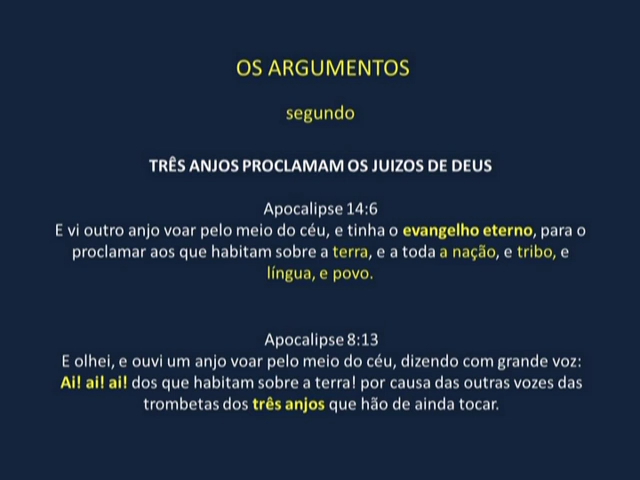 OS ARGUMENTOS
segundo
TRÊS ANJOS PROCLAMAM OS JUIZOS DE DEUS
Apocalipse 14:6
E vi outro anjo voar pelo meio do céu, e tinha o evangelho eterno, para o
proclamar aos que habitam sobre a terra, e a toda a nação, e tribo, e
língua, e povo.
Apocalipse 8:13
E olhei, e ouvi um anjo voar pelo meio do céu, dizendo com grande voz:
Ai! ai! ai! dos que habitam sobre a terra! por causa das outras vozes das
trombetas dos três anjos que hão de ainda tocar.